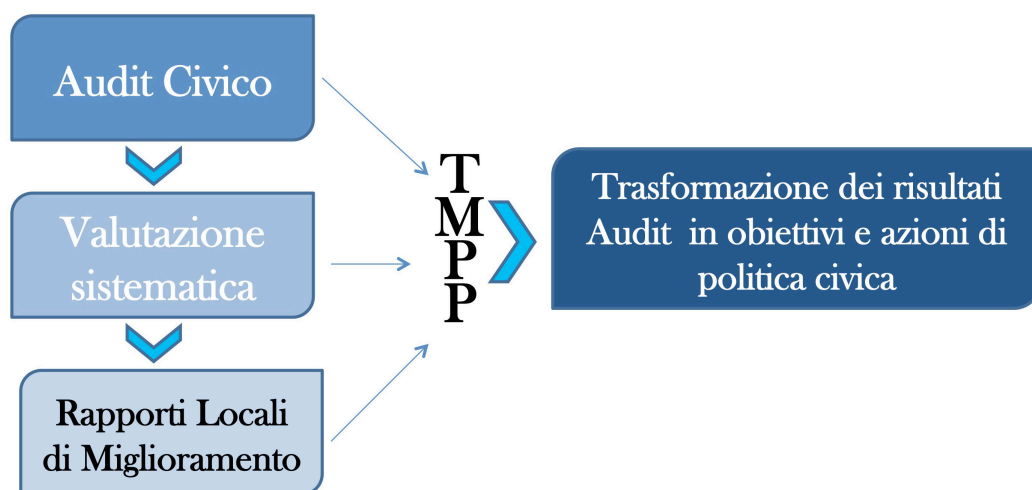 Audit Civico
Valutazione
sistematica
Rapporti Locali
di Miglioramento
T
M
P
P
Trasformazione dei risultati
Audit in obiettivi e azioni di
politica civica